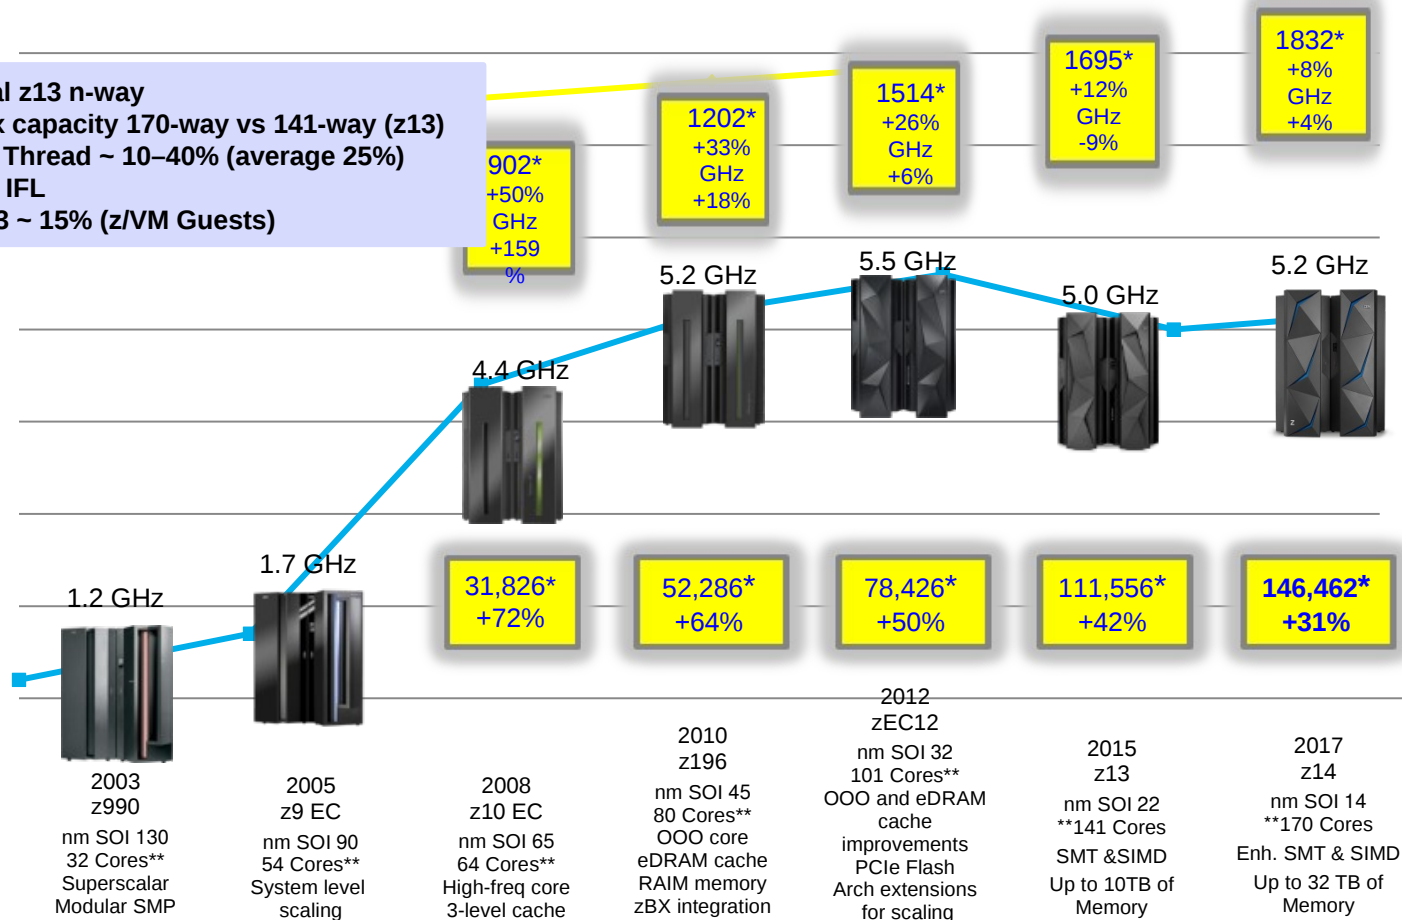 al z13 n-way
x capacity 170-way vs 141-way (z13)
Thread ~ 10–40% (average 25%)
IFL
3 ~ 15% (z/VM Guests)
902*
+50%
GHz
+159
%
1202*
+33%
GHz
+18%
1514*
+26%
GHz
+6%
1695*
+12%
GHz
-9%
1832*
+8%
GHz
+4%
1.2 GHz
1.7 GHz
4.4 GHz
5.2 GHz
5.5 GHz
5.0 GHz
5.2 GHz
31,826*
+72%
52,286*
+64%
78,426*
+50%
111,556*
+42%
146,462*
+31%
2003
z990
nm SOI 130
32 Cores**
Superscalar
Modular SMP
2005
z9 EC
nm SOI 90
54 Cores**
System level
scaling
2008
z10 EC
nm SOI 65
64 Cores**
High-freq core
3-level cache
2010
z196
nm SOI 45
80 Cores**
OOO core
eDRAM cache
RAIM memory
zBX integration
2012
zEC12
nm SOI 32
101 Cores**
OOO and eDRAM
cache
improvements
PCIe Flash
Arch extensions
for scaling
2015
z13
nm SOI 22
**141 Cores
SMT &SIMD
Up to 10TB of
Memory
2017
z14
nm SOI 14
**170 Cores
Enh. SMT & SIMD
Up to 32 TB of
Memory